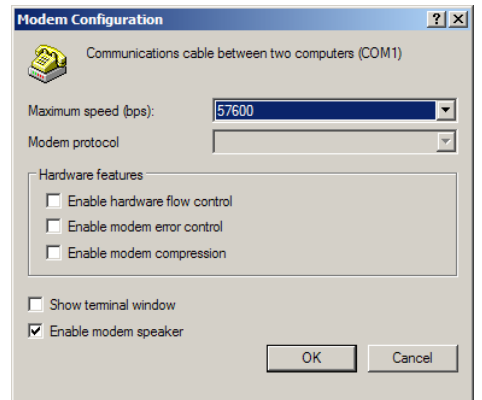 Modem Configuration
Communications cable between two computers (COM1)
Maximum speed (bps): 57600
Modem protocol
Hardware features
Enable hardware flow control
Enable modem error control
Enable modem compression
Show terminal window
Enable modem speaker
OK Cancel